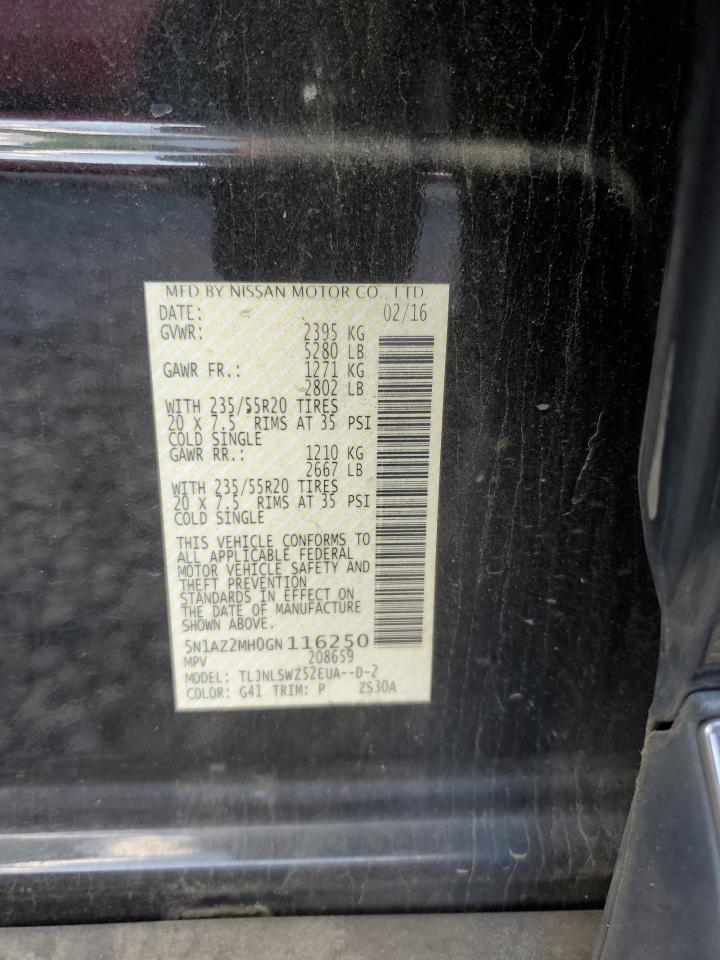 MFD BY NISSAN MOTOR CO., LTD.
DATE: 02/16
GVWR: 2395 KG
5280 LB
GAWR FR.: 1271 KG
2802 LB
WITH 235/55R20 TIRES
20 X 7.5 RIMS AT 35 PSI
COLD SINGLE
GAWR RR.: 1210 KG
2667 LB
WITH 235/55R20 TIRES
20 X 7.5 RIMS AT 35 PSI
COLD SINGLE
THIS VEHICLE CONFORMS TO
ALL APPLICABLE FEDERAL
MOTOR VEHICLE SAFETY AND
THEFT PREVENTION
STANDARDS IN EFFECT ON
THE DATE OF MANUFACTURE
SHOWN ABOVE.
5N1AZ2MH0GN116250
MPV 208659
MODEL: TLJNLSWZ52EUA--D-2
COLOR: G41 TRIM: P ZS30A